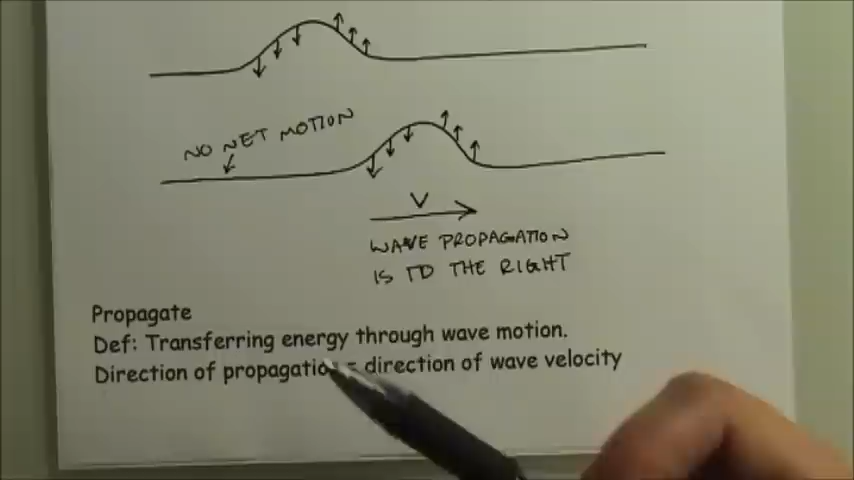 NO NET MOTION
V
WAVE PROPAGATION
IS TO THE RIGHT
Propagate
Def: Transferring energy through wave motion.
Direction of propagation = direction of wave velocity